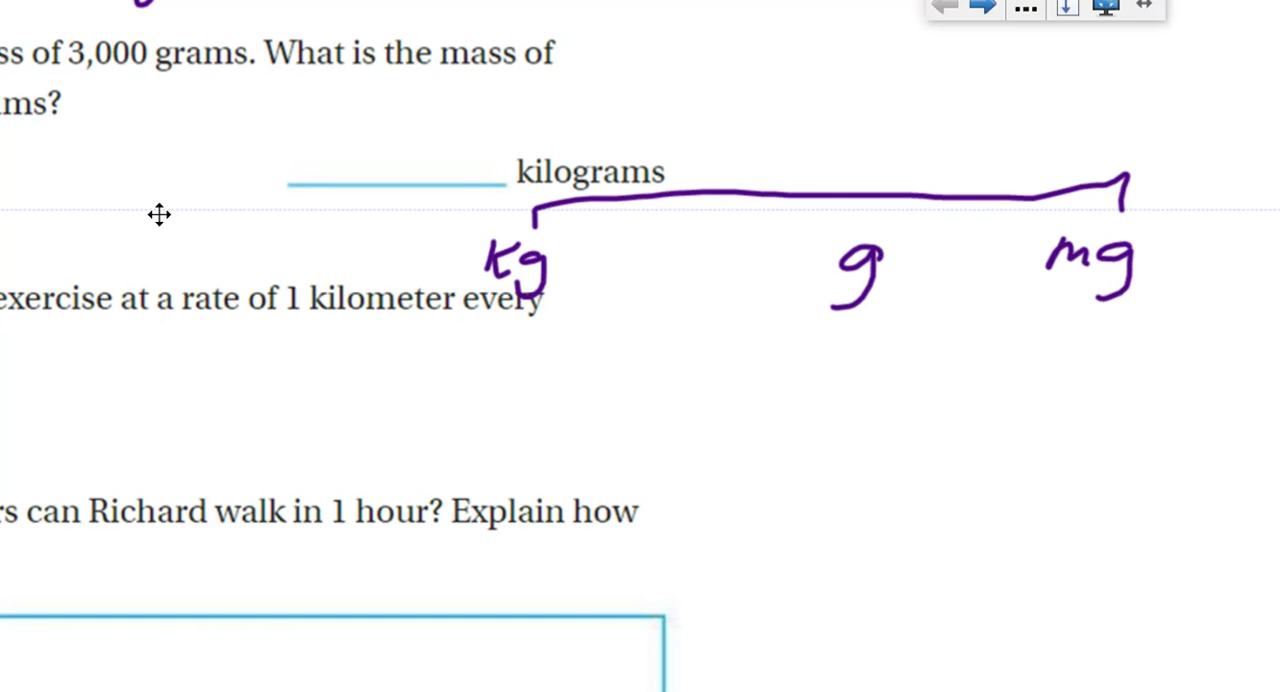 ss of 3,000 grams. What is the mass of
ms?
kilograms
kg g mg
exercise at a rate of 1 kilometer every
rs can Richard walk in 1 hour? Explain how